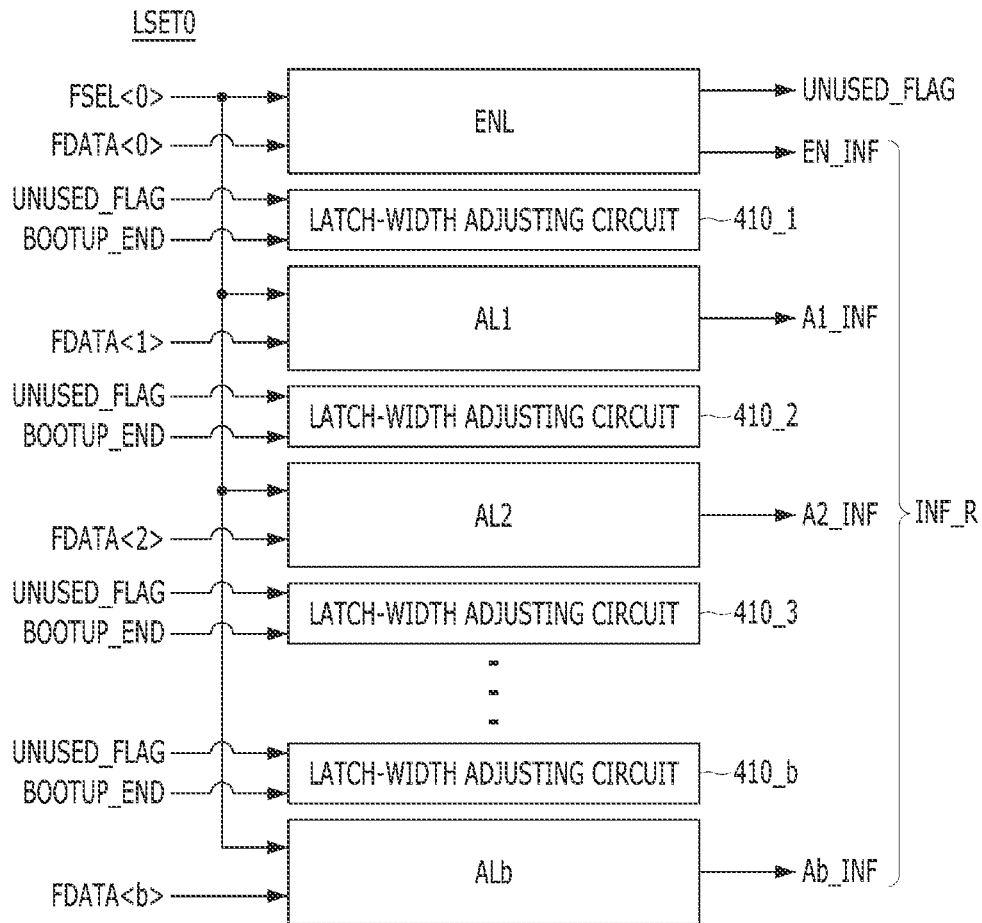 LSET0
FSEL<0>
FDATA<0>
ENL
UNUSED_FLAG
EN_INF
UNUSED_FLAG
BOOTUP_END
LATCH-WIDTH ADJUSTING CIRCUIT
410_1
FDATA<1>
AL1
A1_INF
UNUSED_FLAG
BOOTUP_END
LATCH-WIDTH ADJUSTING CIRCUIT
410_2
FDATA<2>
AL2
A2_INF
INF_R
UNUSED_FLAG
BOOTUP_END
LATCH-WIDTH ADJUSTING CIRCUIT
410_3
UNUSED_FLAG
BOOTUP_END
LATCH-WIDTH ADJUSTING CIRCUIT
410_b
FDATA<b>
ALb
Ab_INF